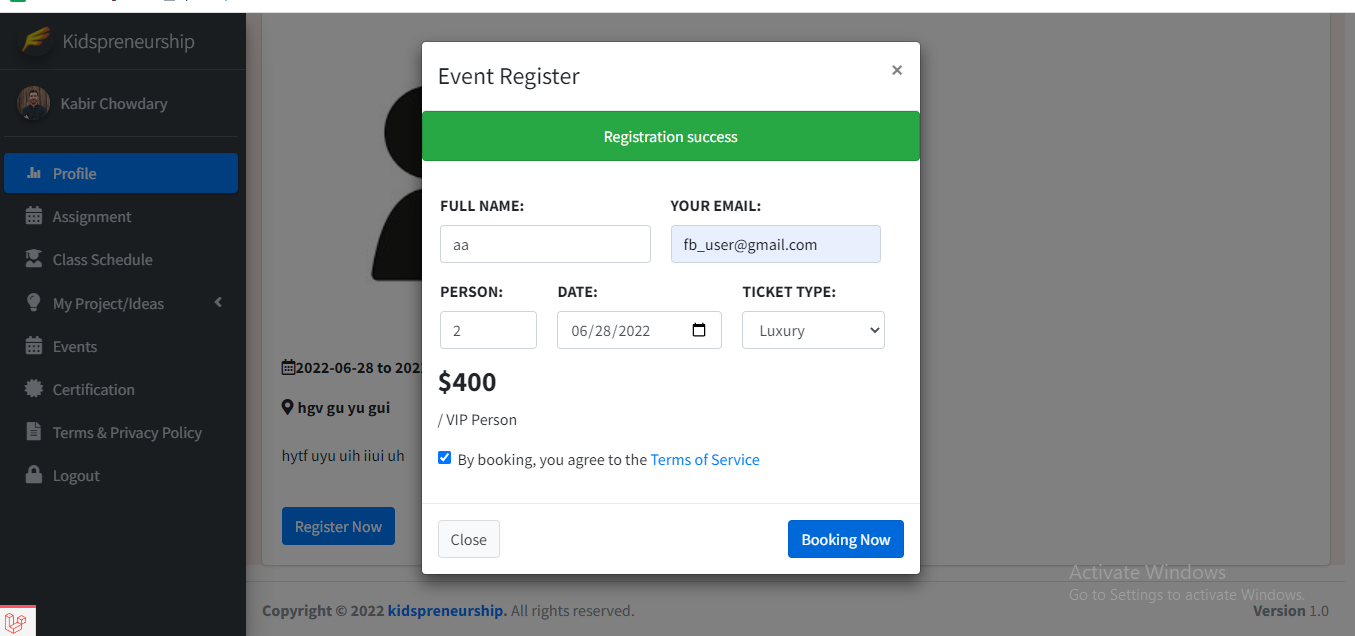 Kidspreneurship
Kabir Chowdary
Profile
Assignment
Class Schedule
My Project/Ideas
Events
Certification
Terms & Privacy Policy
Logout
2022-06-28 to 202
hgv gu yu gui
hytf uyu uih iiui uh
Register Now
Event Register
×
Registration success
FULL NAME: YOUR EMAIL:
aa fb_user@gmail.com
PERSON: DATE: TICKET TYPE:
2 06/28/2022 Luxury
$400
/ VIP Person
By booking, you agree to the Terms of Service
Close Booking Now
Activate Windows
Go to Settings to activate Windows.
Copyright © 2022 kidspreneurship. All rights reserved. Version 1.0